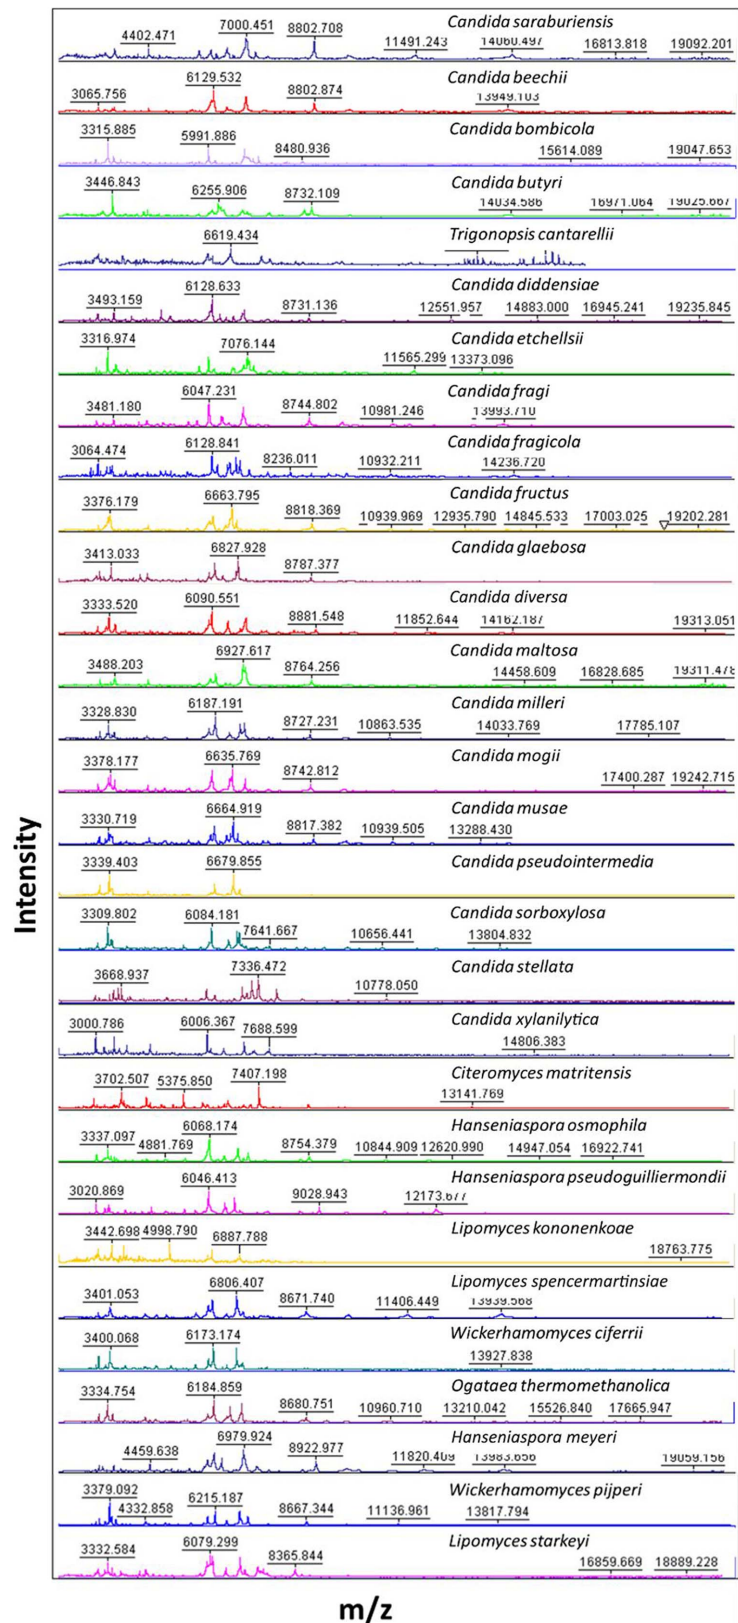 Candida saraburiensis
4402.471 7000.451 8802.708 11491.243 14060.497 16813.818 19092.201
Candida beechii
3065.756 6129.532 8802.874 13949.103
Candida bombicola
3315.885 5991.886 8480.936 15614.089 19047.653
Candida butyri
3446.843 6255.906 8732.109 14034.586 16971.064 19025.667
Trigonopsis cantarellii
6619.434
Candida diddensiae
3493.159 6128.633 8731.136 12551.957 14883.000 16945.241 19235.845
Candida etchellsii
3316.974 7076.144 11565.299 13373.096
Candida fragi
3481.180 6047.231 8744.802 10981.246 13993.710
Candida fragicola
3064.474 6128.841 8236.011 10932.211 14236.720
Candida fructus
3376.179 6663.795 8818.369 10939.969 12935.790 14845.533 17003.025 19202.281
Candida glaebosa
3413.033 6827.928 8787.377
Candida diversa
3333.520 6090.551 8881.548 11852.644 14162.187 19313.051
Candida maltosa
3488.203 6927.617 8764.256 14458.609 16828.685 19311.478
Candida milleri
3328.830 6187.191 8727.231 10863.535 14033.769 17785.107
Candida mogii
3378.177 6635.769 8742.812 17400.287 19242.715
Candida musae
3330.719 6664.919 8817.382 10939.505 13288.430
Candida pseudointermedia
3339.403 6679.855
Candida sorboxylosa
3309.802 6084.181 7641.667 10656.441 13804.832
Candida stellata
3668.937 7336.472 10778.050
Candida xylanilytica
3000.786 6006.367 7688.599 14806.383
Citeromyces matritensis
3702.507 5375.850 7407.198 13141.769
Hanseniaspora osmophila
3337.097 4881.769 6068.174 8754.379 10844.909 12620.990 14947.054 16922.741
Hanseniaspora pseudoguilliermondii
3020.869 6046.413 9028.943 12173.677
Lipomyces kononenkoae
3442.698 4998.790 6887.788 18763.775
Lipomyces spencermartinsiae
3401.053 6806.407 8671.740 11406.449 13939.568
Wickerhamomyces ciferrii
3400.068 6173.174 13927.838
Ogataea thermomethanolica
3334.754 6184.859 8680.751 10960.710 13210.042 15528.840 17665.947
Hanseniaspora meyeri
4459.638 6979.924 8922.977 11820.409 13983.656 19059.156
Wickerhamomyces pijperi
3379.092 4332.858 6215.187 8667.344 11136.961 13817.794
Lipomyces starkeyi
3332.584 6079.299 8365.844 16859.669 18889.228
Intensity
m/z